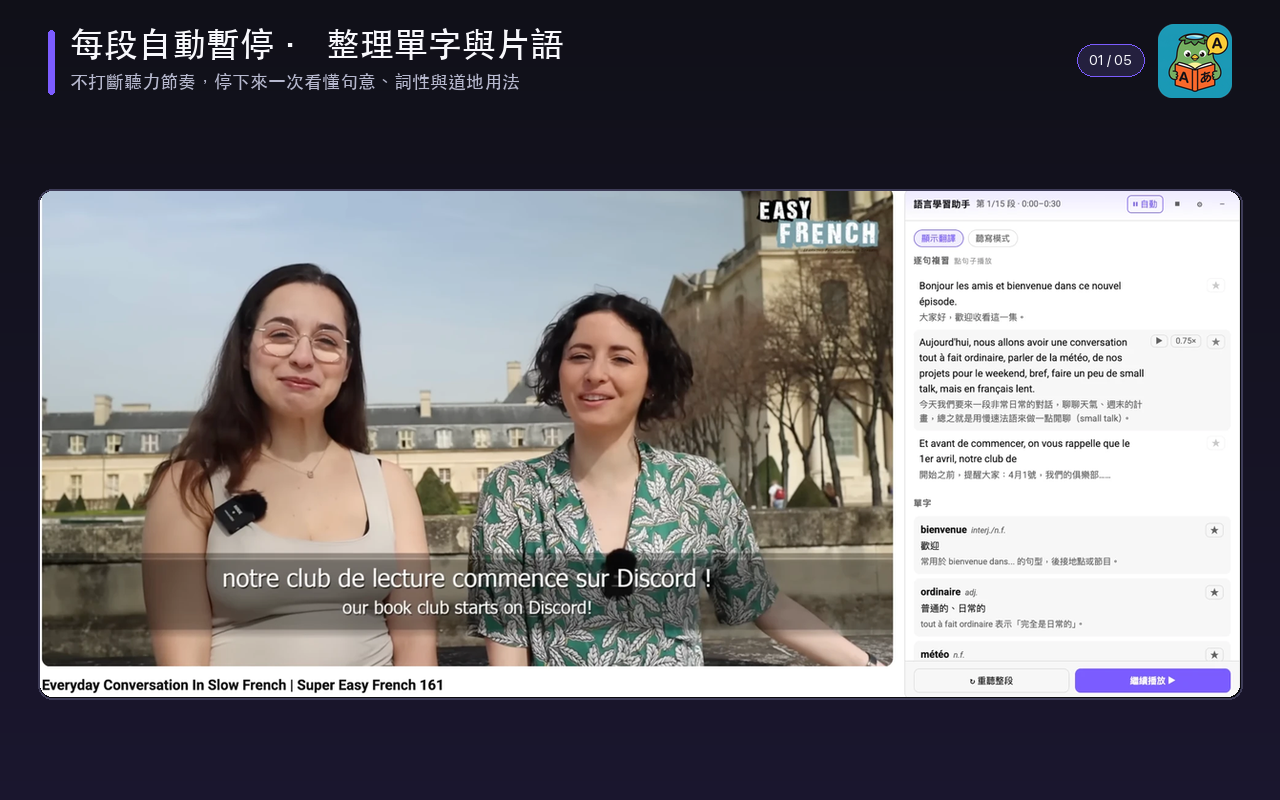 每段自動暫停 · 整理單字與片語
不打斷聽力節奏，停下來一次看懂句意、詞性與道地用法
01 / 05
A
A あ
EASY
FRENCH
notre club de lecture commence sur Discord !
our book club starts on Discord!
Everyday Conversation In Slow French | Super Easy French 161
語言學習助手 第 1/15 段 · 0:00–0:30
自動
顯示翻譯 聽寫模式
逐句複習 點句子播放
Bonjour les amis et bienvenue dans ce nouvel
épisode.
大家好，歡迎收看這一集。
Aujourd'hui, nous allons avoir une conversation
0.75×
tout à fait ordinaire, parler de la météo, de nos
projets pour le weekend, bref, faire un peu de small
talk, mais en français lent.
今天我們要來一段非常日常的對話，聊聊天氣、週末的計
畫，總之就是用慢速法語來做一點閒聊（small talk）。
Et avant de commencer, on vous rappelle que le
1er avril, notre club de
開始之前，提醒大家：4月1號，我們的俱樂部……
單字
bienvenue interj./n.f.
歡迎
常用於 bienvenue dans... 的句型，後接地點或節目。
ordinaire adj.
普通的、日常的
tout à fait ordinaire 表示「完全是日常的」。
météo n.f.
↻ 重聽整段
繼續播放 ▶